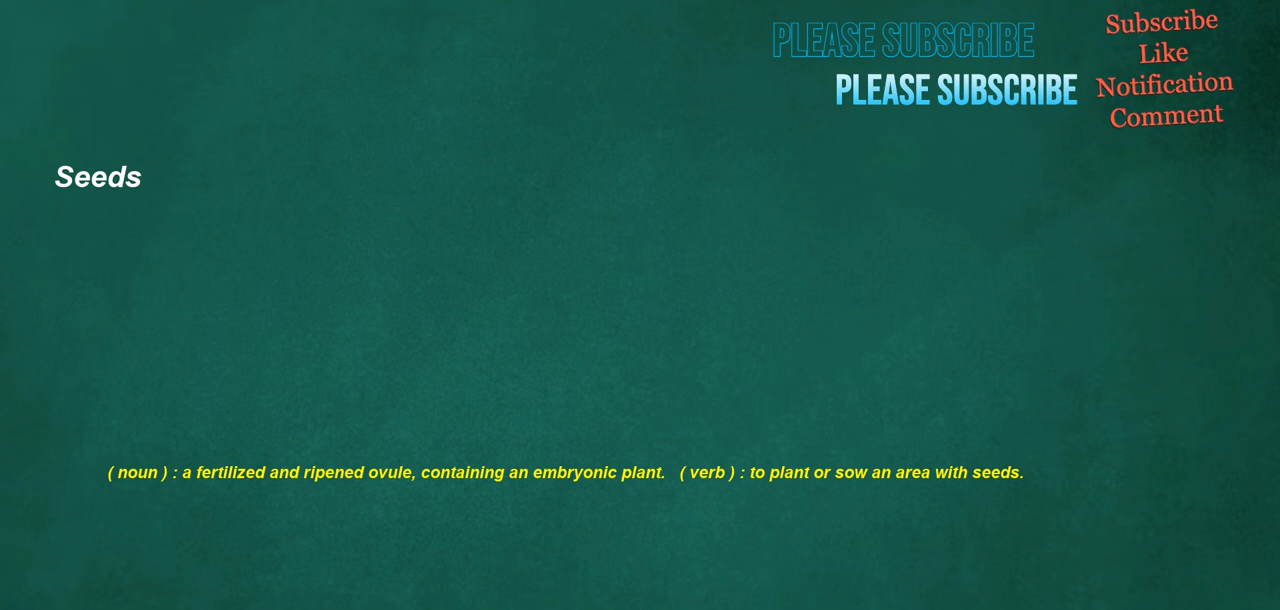 PLEASE SUBSCRIBE
PLEASE SUBSCRIBE
Subscribe
Like
Notification
Comment
Seeds
( noun ) : a fertilized and ripened ovule, containing an embryonic plant.   ( verb ) : to plant or sow an area with seeds.